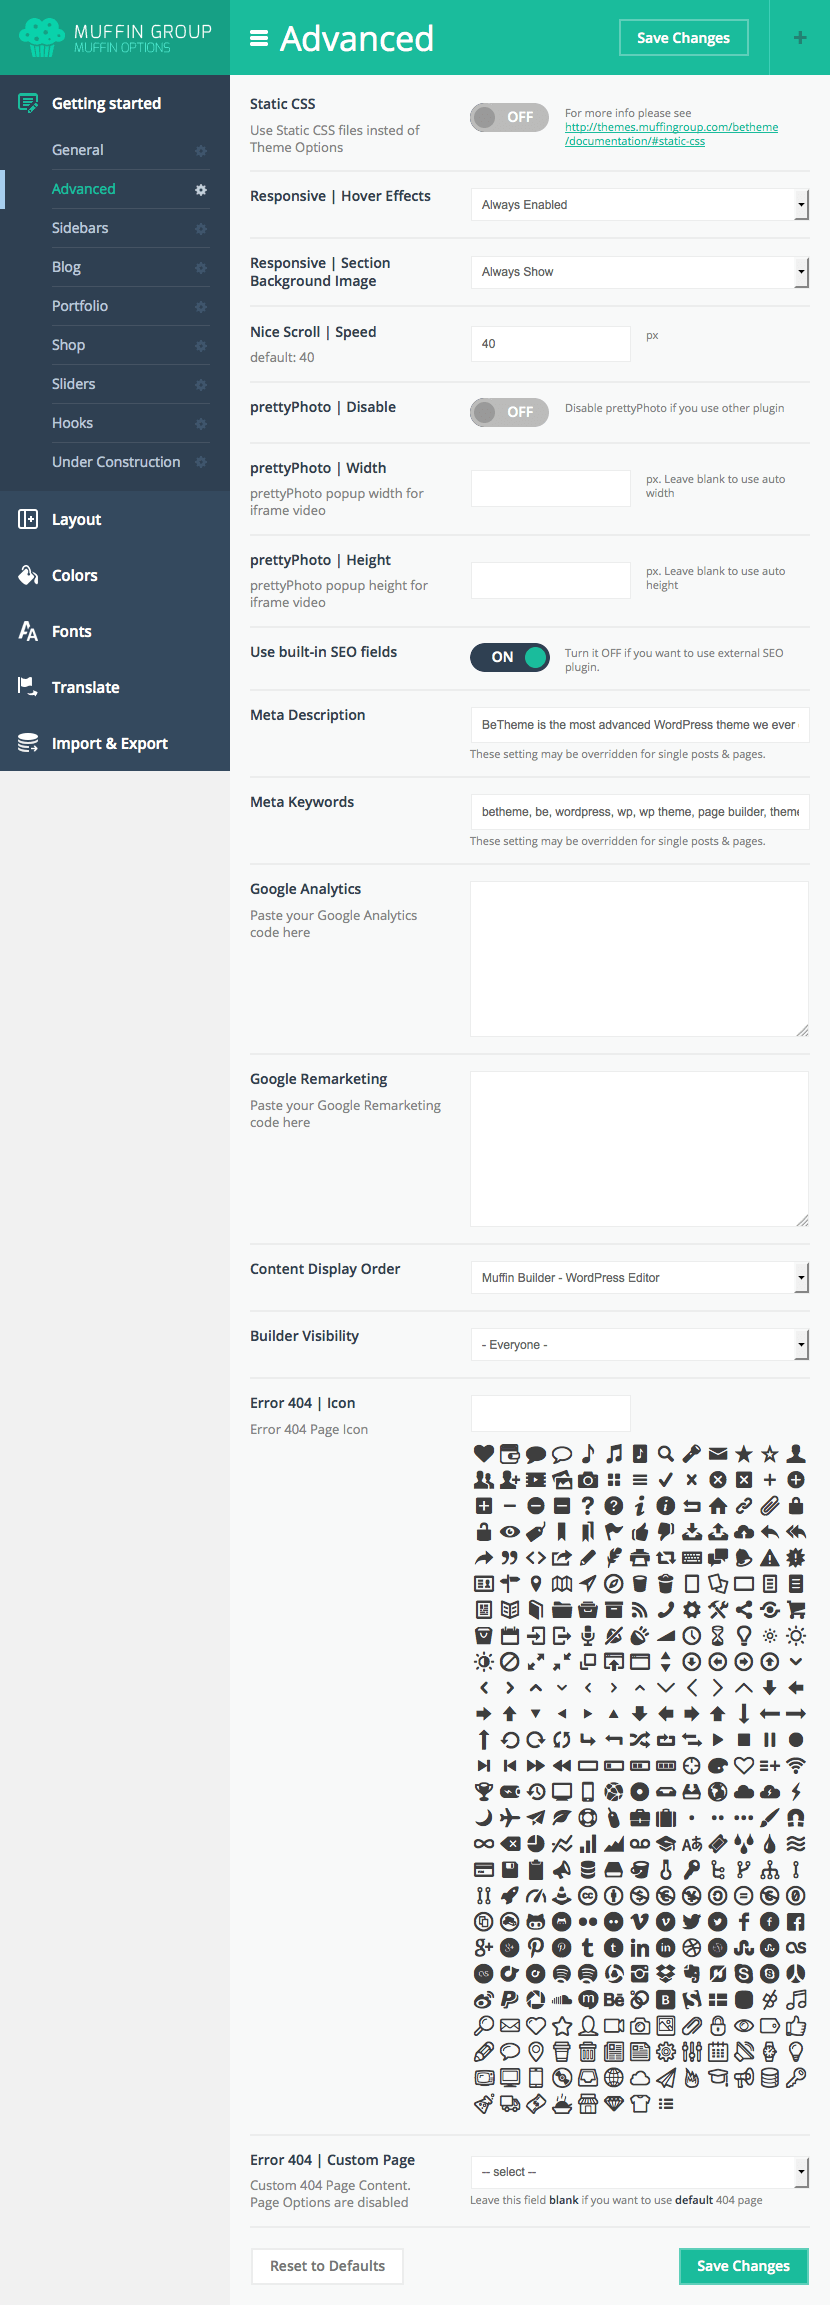 MUFFIN GROUP
MUFFIN OPTIONS
Advanced
Save Changes
Getting started
General
Advanced
Sidebars
Blog
Portfolio
Shop
Sliders
Hooks
Under Construction
Layout
Colors
Fonts
Translate
Import & Export
Static CSS
Use Static CSS files insted of
Theme Options
OFF
For more info please see
http://themes.muffingroup.com/betheme
/documentation/#static-css
Responsive | Hover Effects
Always Enabled
Responsive | Section
Background Image
Always Show
Nice Scroll | Speed
default: 40
40
px
prettyPhoto | Disable
OFF
Disable prettyPhoto if you use other plugin
prettyPhoto | Width
prettyPhoto popup width for
iframe video
px. Leave blank to use auto
width
prettyPhoto | Height
prettyPhoto popup height for
iframe video
px. Leave blank to use auto
height
Use built-in SEO fields
ON
Turn it OFF if you want to use external SEO
plugin.
Meta Description
BeTheme is the most advanced WordPress theme we ever
These setting may be overridden for single posts & pages.
Meta Keywords
betheme, be, wordpress, wp, wp theme, page builder, theme
These setting may be overridden for single posts & pages.
Google Analytics
Paste your Google Analytics
code here
Google Remarketing
Paste your Google Remarketing
code here
Content Display Order
Muffin Builder - WordPress Editor
Builder Visibility
- Everyone -
Error 404 | Icon
Error 404 Page Icon
Error 404 | Custom Page
Custom 404 Page Content.
Page Options are disabled
-- select --
Leave this field blank if you want to use default 404 page
Reset to Defaults
Save Changes